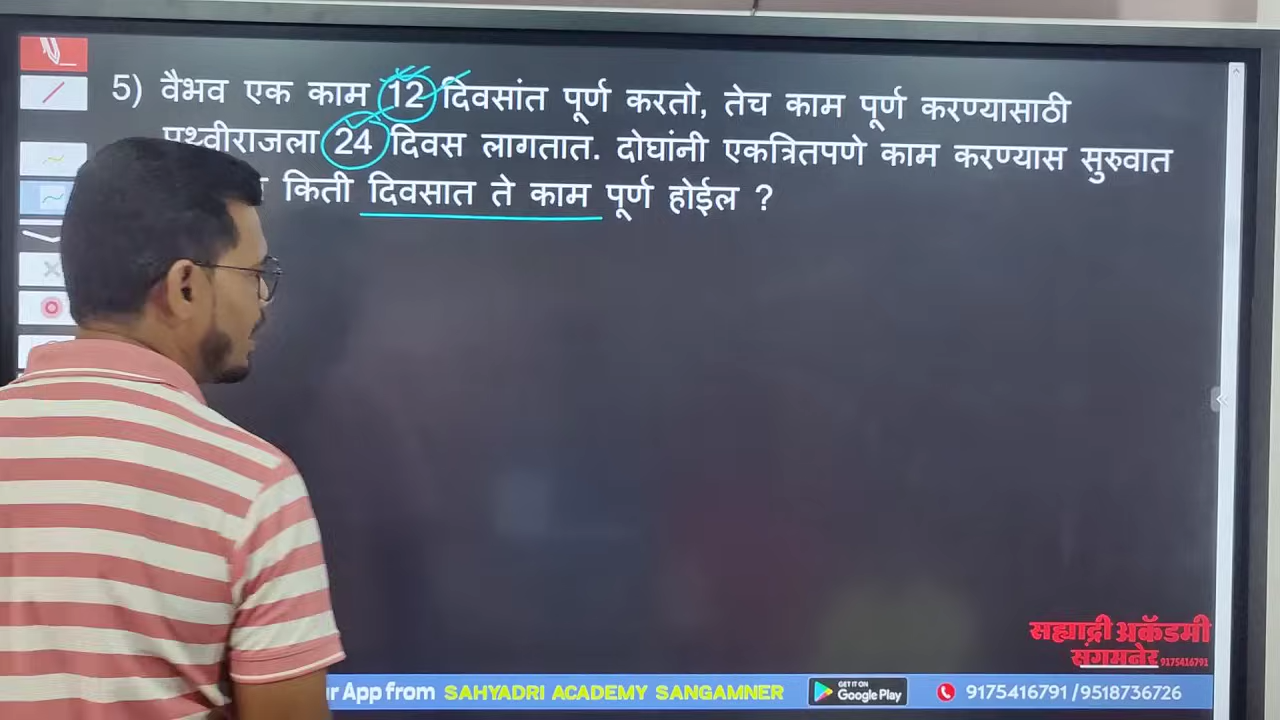 5) वैभव एक काम 12 दिवसांत पूर्ण करतो, तेच काम पूर्ण करण्यासाठी
पृथ्वीराजला 24 दिवस लागतात. दोघांनी एकत्रितपणे काम करण्यास सुरुवात
किती दिवसात ते काम पूर्ण होईल ?
सह्याद्री अकॅडमी
संगमनेर 9175416791
App from SAHYADRI ACADEMY SANGAMNER GET IT ON Google Play 9175416791 /9518736726